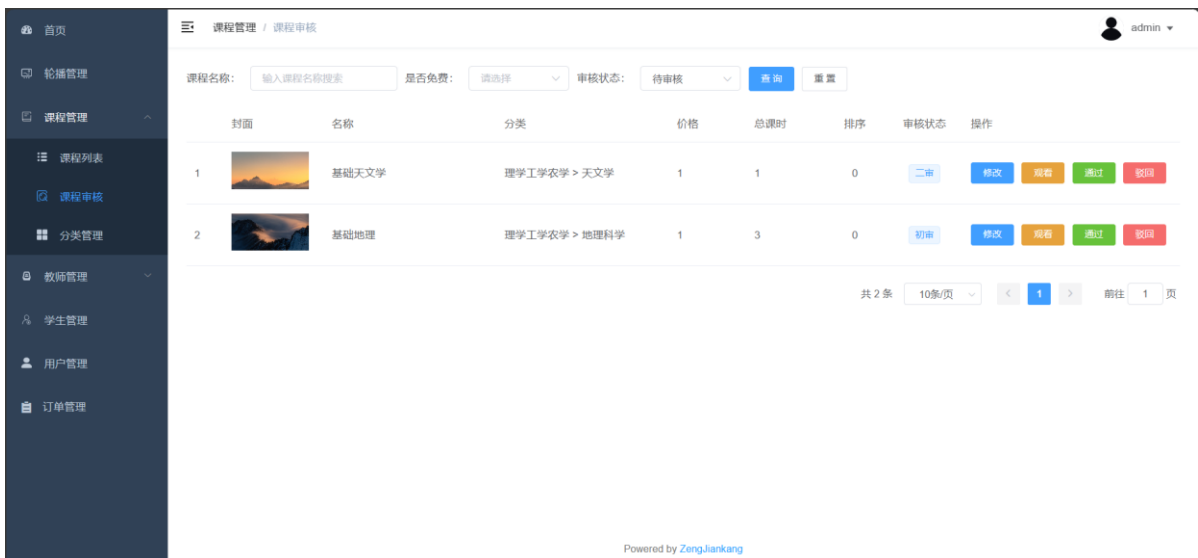 首页
课程管理 / 课程审核
admin
轮播管理
课程名称: 输入课程名称搜索 是否免费: 请选择 审核状态: 待审核 查询 重置
课程管理
封面 名称 分类 价格 总课时 排序 审核状态 操作
课程列表
1 基础天文学 理学工学农学 > 天文学 1 1 0 二审 修改 观看 通过 驳回
课程审核
2 基础地理 理学工学农学 > 地理科学 1 3 0 初审 修改 观看 通过 驳回
分类管理
教师管理
共 2 条 10条/页 < 1 > 前往 1 页
学生管理
用户管理
订单管理
Powered by ZengJiankang